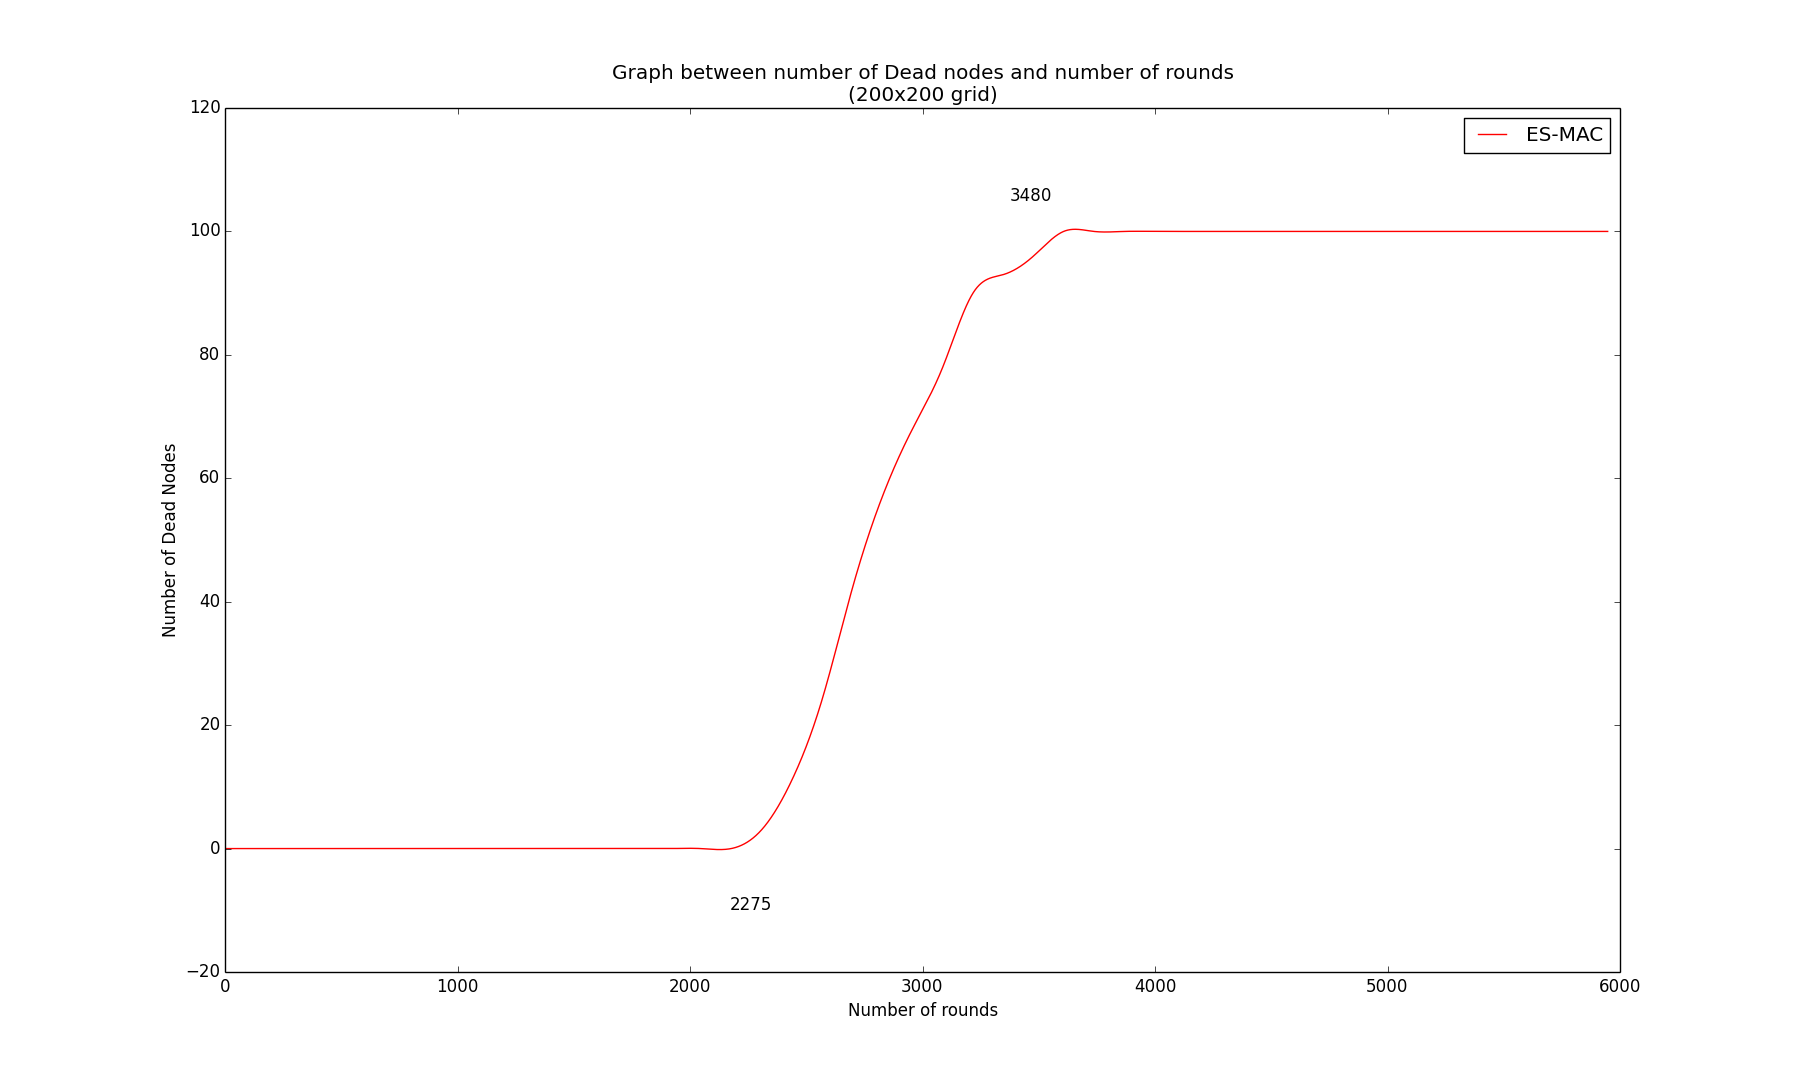 Graph between number of Dead nodes and number of rounds
(200x200 grid)
120
ES-MAC
3480
100
80
60
Number of Dead Nodes
40
20
0
2275
−20
0 1000 2000 3000 4000 5000 6000
Number of rounds